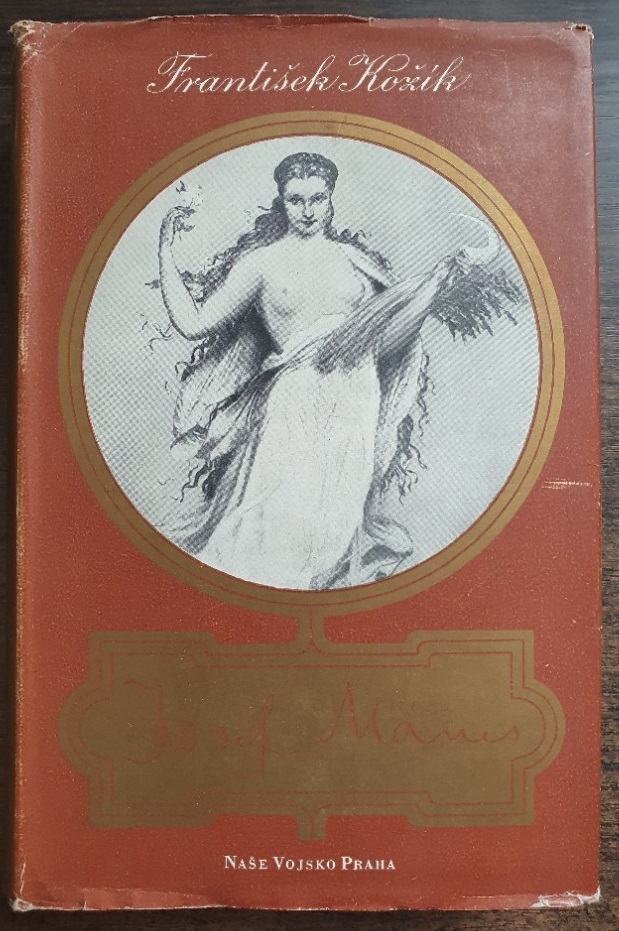 František Kožík
Josef Mánes
NAŠE VOJSKO PRAHA